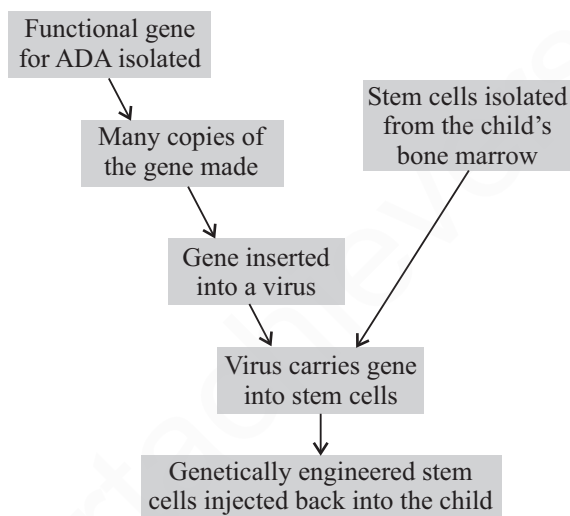 Functional gene
for ADA isolated
Stem cells isolated
from the child's
bone marrow
Many copies of
the gene made
Gene inserted
into a virus
Virus carries gene
into stem cells
Genetically engineered stem
cells injected back into the child